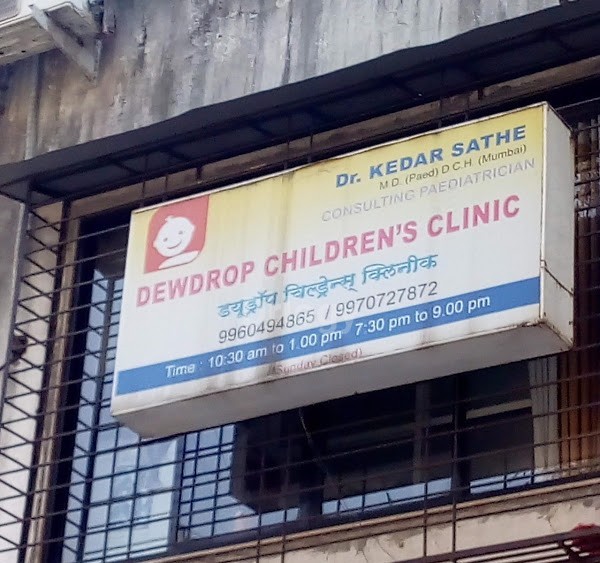 Dr. KEDAR SATHE
M.D. (Paed) D.C.H. (Mumbai)
CONSULTING PAEDIATRICIAN
DEWDROP CHILDREN'S CLINIC
डयूड्रॉप चिल्ड्रेन्स् क्लिनीक
9960494865 / 9970727872
Time : 10:30 am to 1.00 pm 7:30 pm to 9.00 pm
(Sunday Closed)